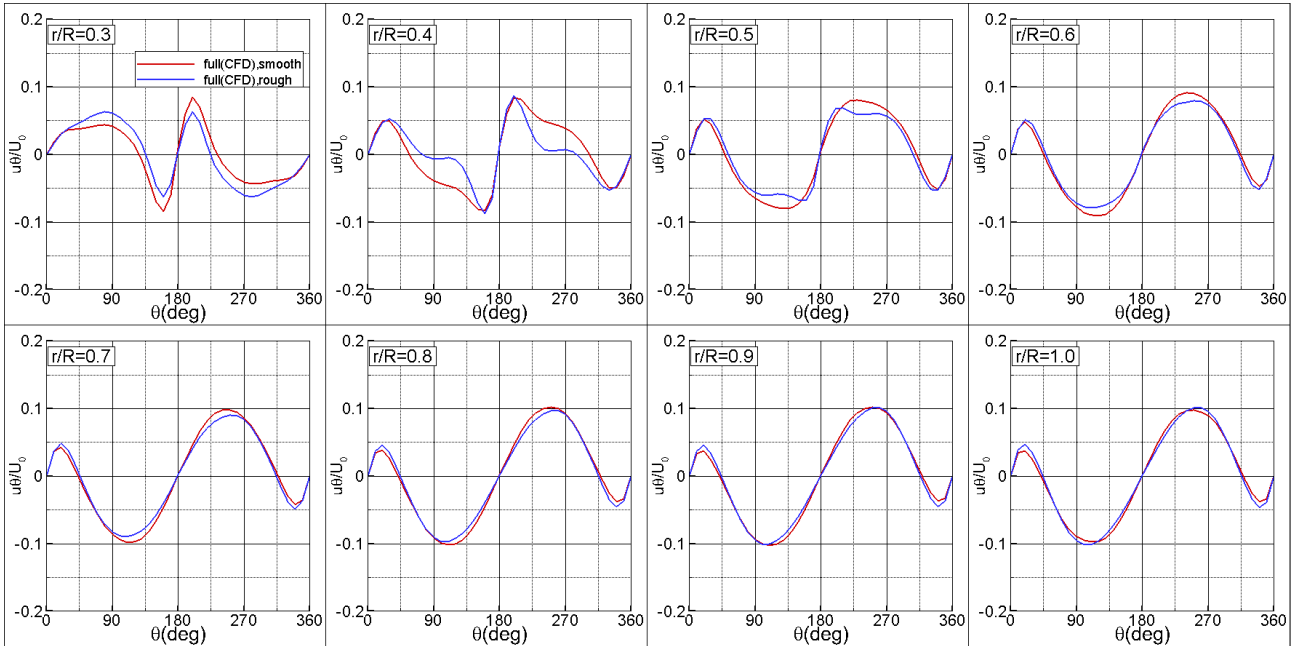 r/R=0.3
full(CFD),smooth
full(CFD),rough
0.2
0.1
0
-0.1
-0.2
uθ/U0
0 90 180 270 360
θ(deg)
r/R=0.4
0.2
0.1
0
-0.1
-0.2
uθ/U0
0 90 180 270 360
θ(deg)
r/R=0.5
0.2
0.1
0
-0.1
-0.2
uθ/U0
0 90 180 270 360
θ(deg)
r/R=0.6
0.2
0.1
0
-0.1
-0.2
uθ/U0
0 90 180 270 360
θ(deg)
r/R=0.7
0.2
0.1
0
-0.1
-0.2
uθ/U0
0 90 180 270 360
θ(deg)
r/R=0.8
0.2
0.1
0
-0.1
-0.2
uθ/U0
0 90 180 270 360
θ(deg)
r/R=0.9
0.2
0.1
0
-0.1
-0.2
uθ/U0
0 90 180 270 360
θ(deg)
r/R=1.0
0.2
0.1
0
-0.1
-0.2
uθ/U0
0 90 180 270 360
θ(deg)